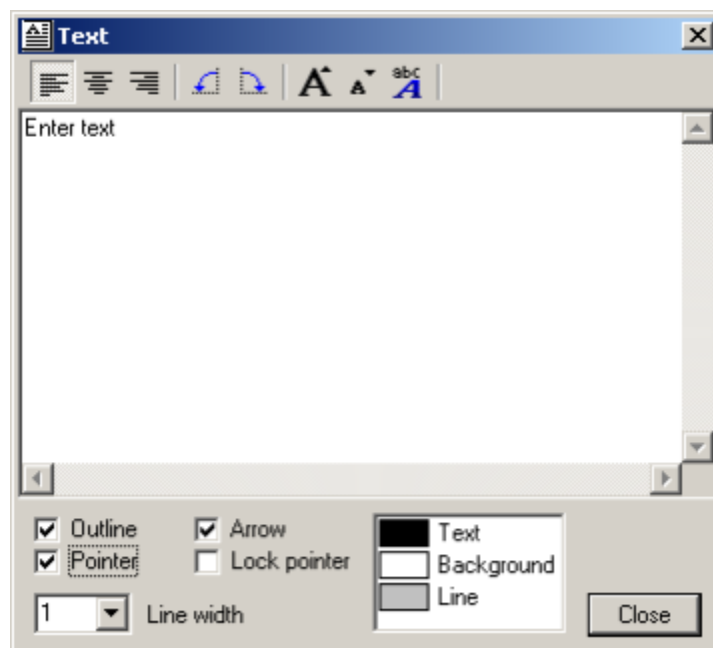 Text
A A abc A
Enter text
Outline Arrow Text
Pointer Lock pointer Background
Line
1 Line width Close